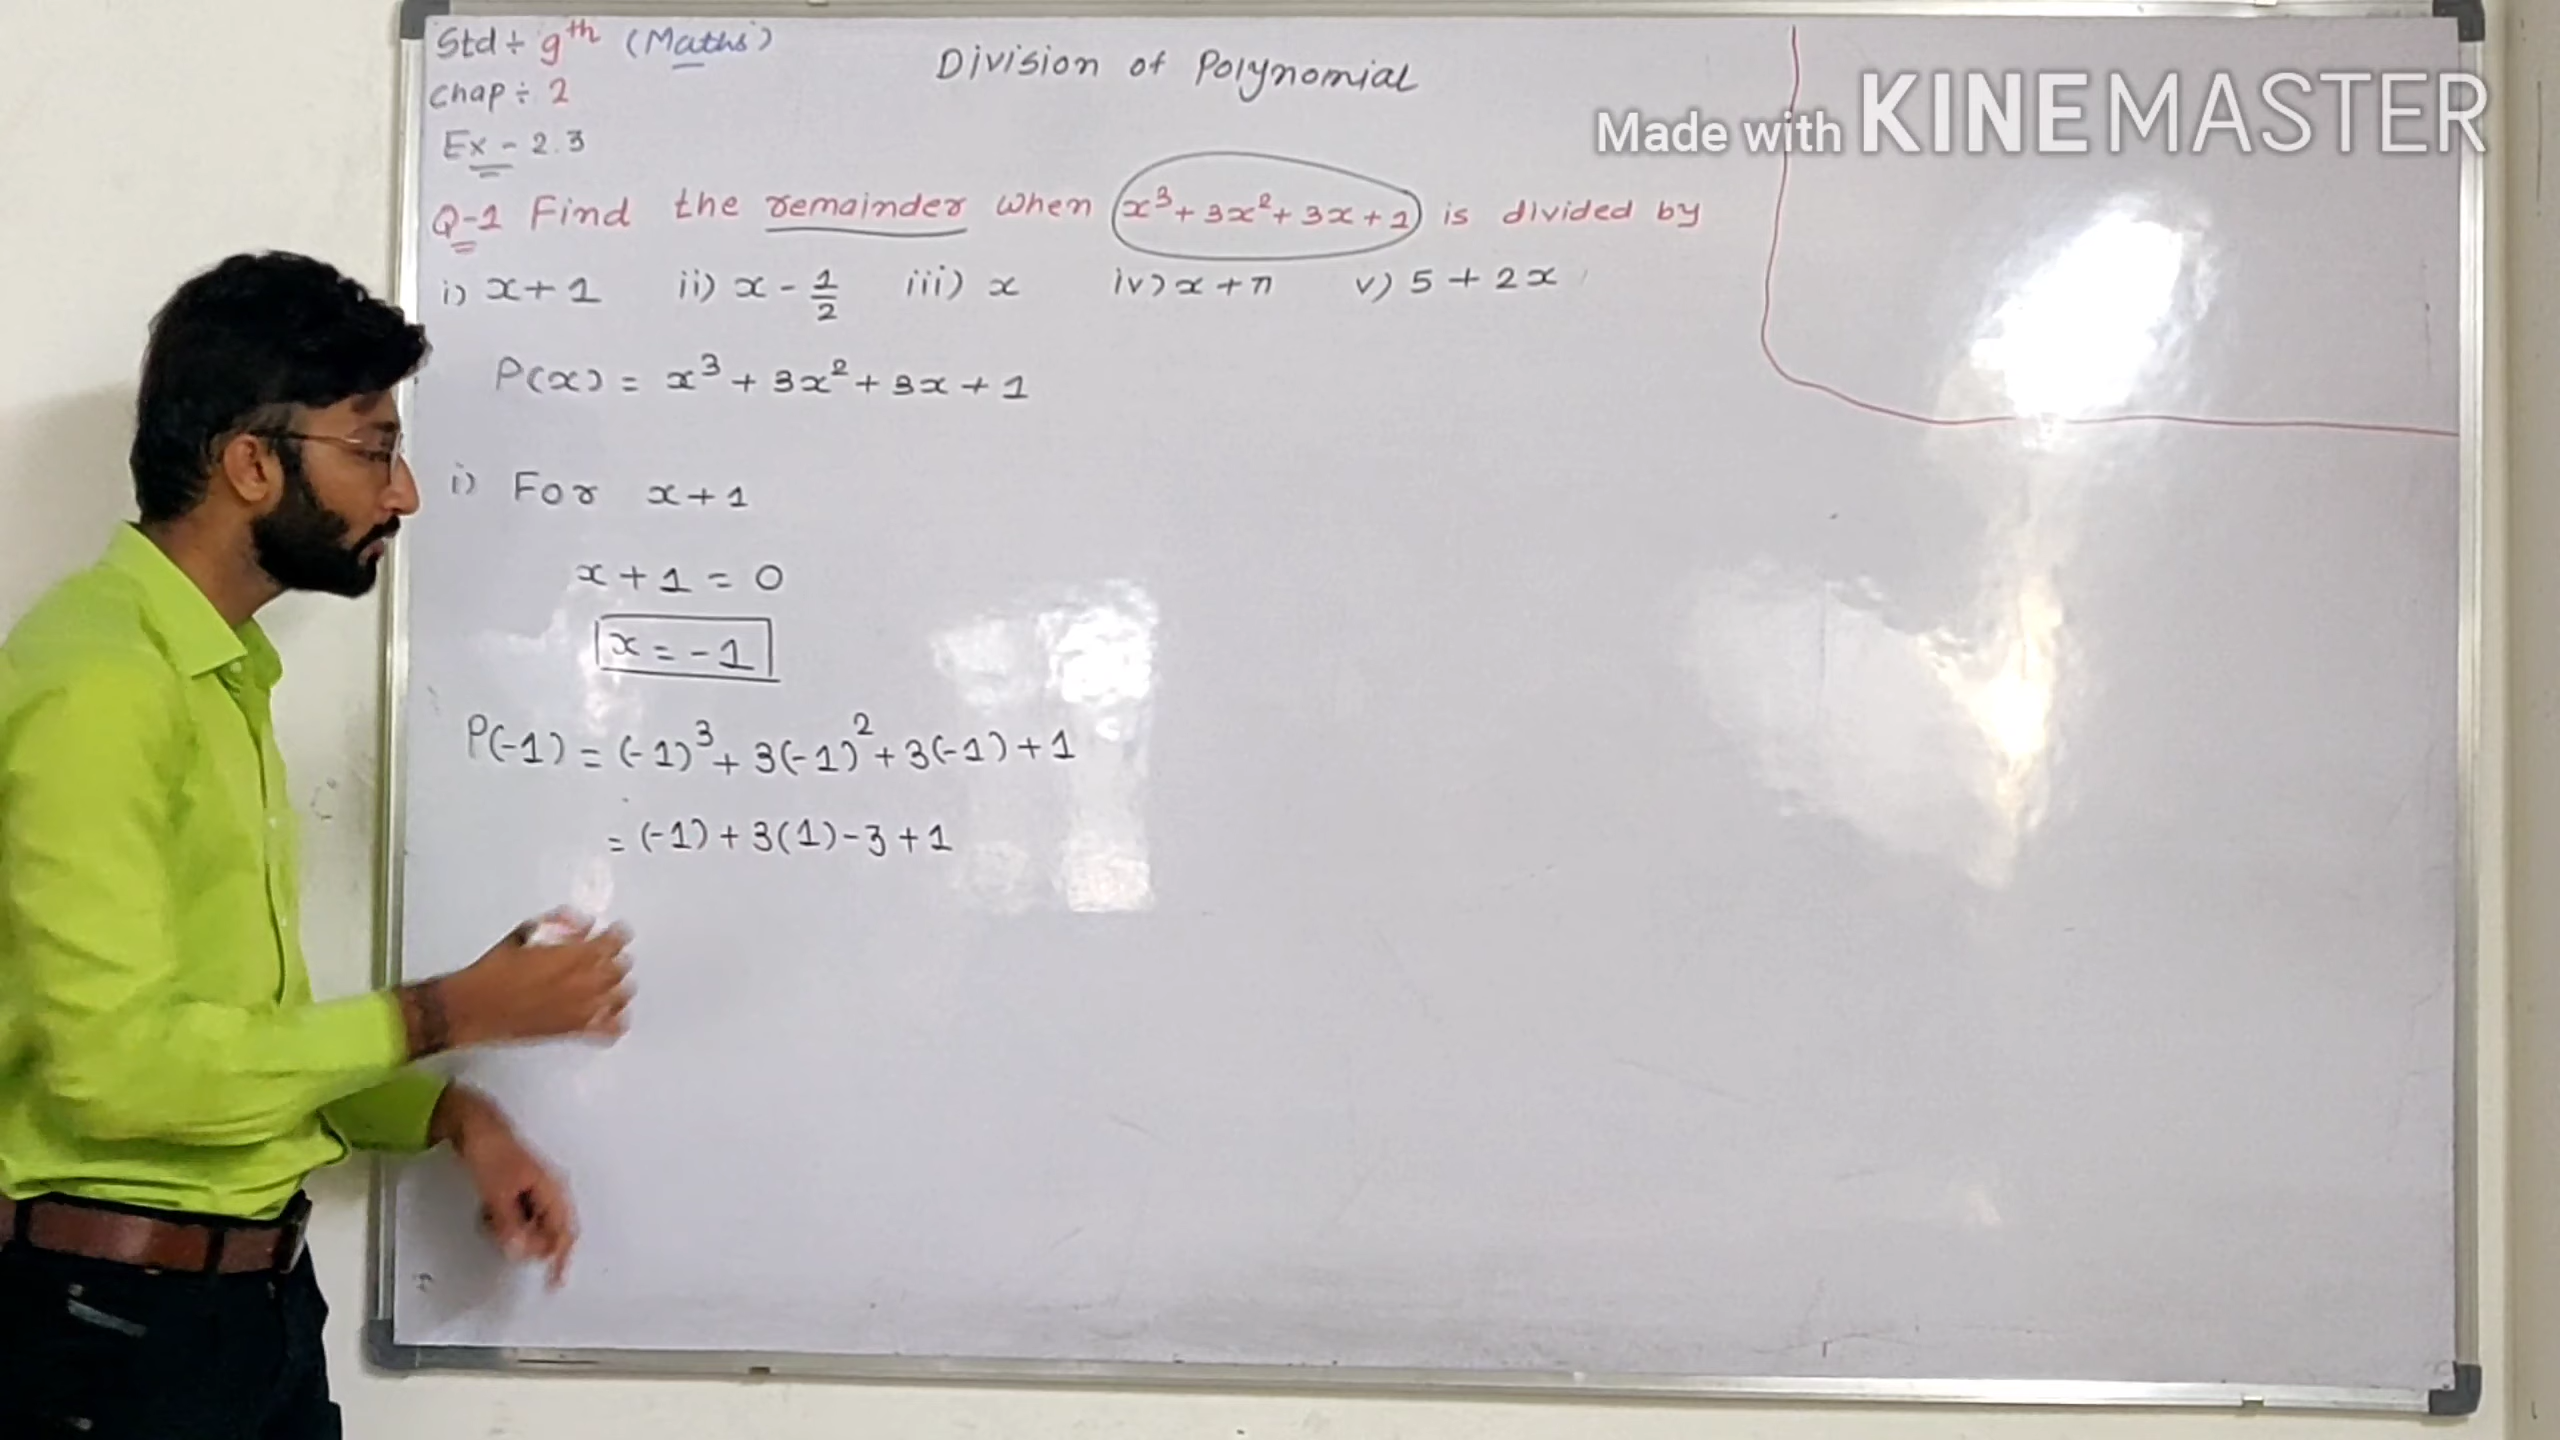 Std ÷ 9th (Maths)
Division of Polynomial
Made with KINEMASTER
Chap ÷ 2
Ex - 2.3
Q-1 Find the remainder when x³ + 3x² + 3x + 1 is divided by
i) x + 1 ii) x - 1/2 iii) x iv) x + π v) 5 + 2x
P(x) = x³ + 3x² + 3x + 1
i) For x + 1
x + 1 = 0
x = -1
P(-1) = (-1)³ + 3(-1)² + 3(-1) + 1
= (-1) + 3(1) - 3 + 1